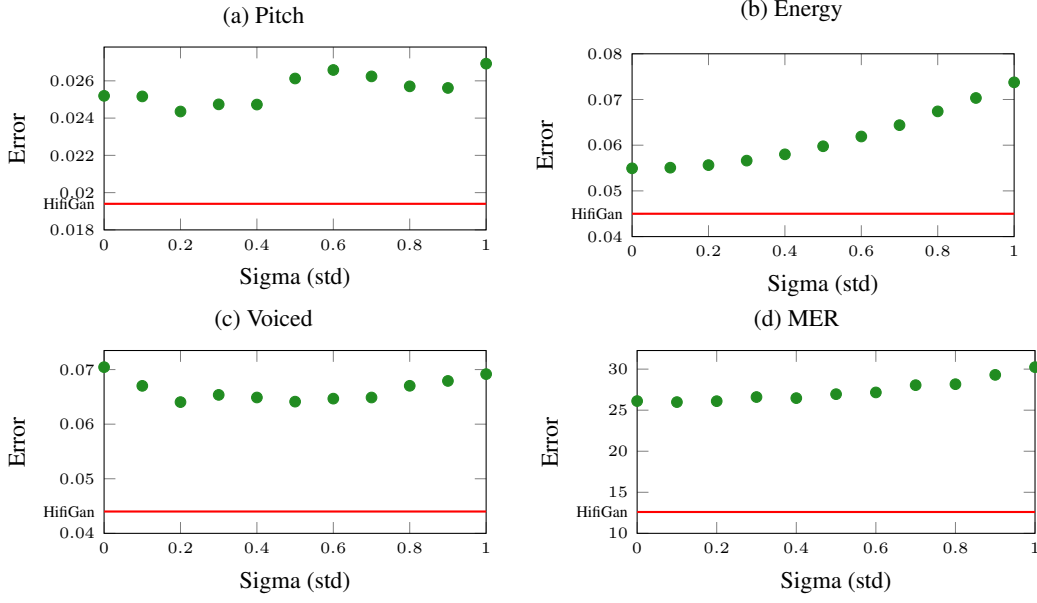 (a) Pitch
0.026
0.024
0.022
0.02
HifiGan
0.018
0 0.2 0.4 0.6 0.8 1
Error
Sigma (std)
(b) Energy
0.08
0.07
0.06
0.05
HifiGan
0.04
0 0.2 0.4 0.6 0.8 1
Error
Sigma (std)
(c) Voiced
0.07
0.06
0.05
HifiGan
0.04
0 0.2 0.4 0.6 0.8 1
Error
Sigma (std)
(d) MER
30
25
20
15
HifiGan
10
0 0.2 0.4 0.6 0.8 1
Error
Sigma (std)